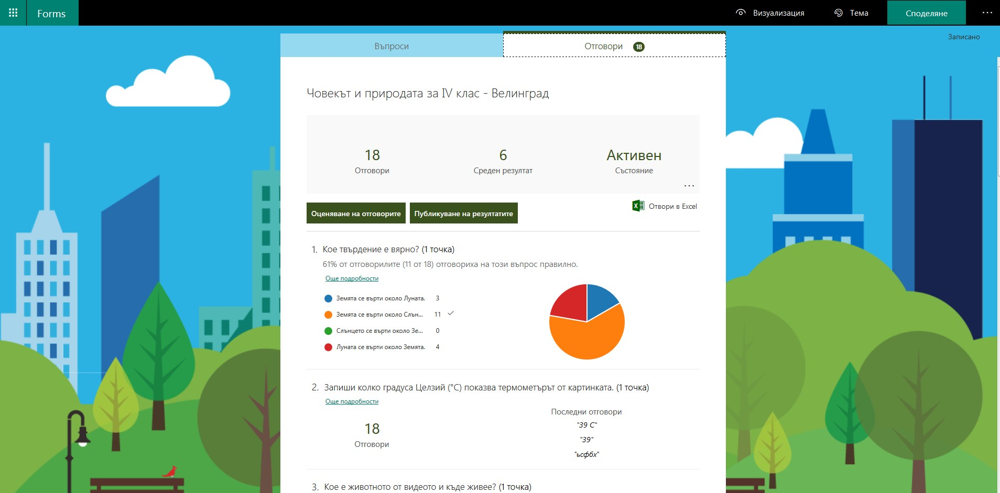 Forms
Визуализация
Тема
Споделяне
Записано
Въпроси
Отговори 18
Човекът и природата за IV клас - Велинград
18
Отговори
6
Среден резултат
Активен
Състояние
Оценяване на отговорите
Публикуване на резултатите
Отвори в Excel
1. Кое твърдение е вярно? (1 точка)
61% от отговорилите (11 от 18) отговориха на този въпрос правилно.
Още подробности
Земята се върти около Луната. 3
Земята се върти около Слън... 11
Слънцето се върти около Зе... 0
Луната се върти около Земята. 4
2. Запиши колко градуса Целзий (°C) показва термометърът от картинката. (1 точка)
Още подробности
18
Отговори
Последни отговори
"39 C"
"39"
"ьсфбх"
3. Кое е животното от видеото и къде живее? (1 точка)